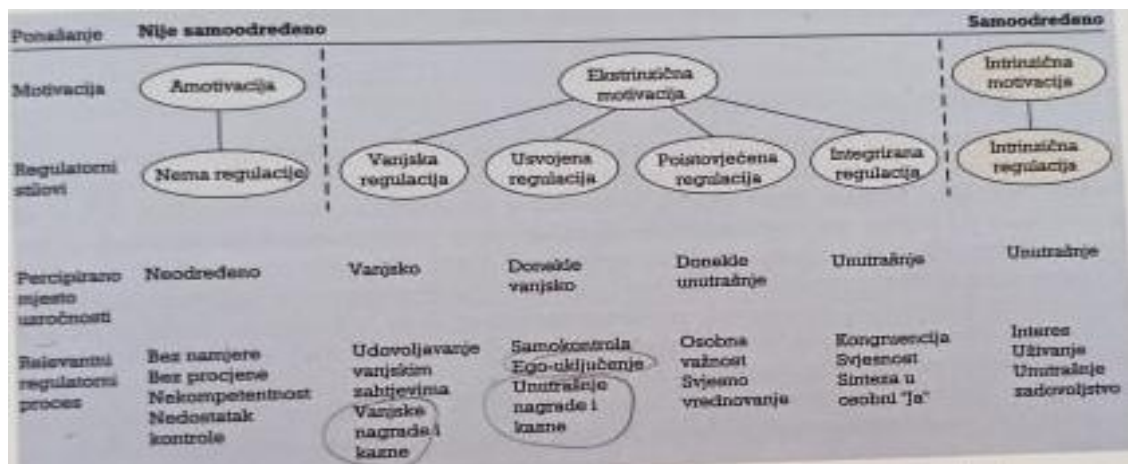 Ponašanje Nije samoodređeno Samoodređeno
Motivacija Amotivacija Ekstrinzična motivacija Intrinzična motivacija
Regulatorni stilovi Nema regulacije Vanjska regulacija Usvojena regulacija Poistovjećena regulacija Integrirana regulacija Intrinzična regulacija
Percipirano mjesto uzročnosti Neodređeno Vanjsko Donekle vanjsko Donekle unutrašnje Unutrašnje Unutrašnje
Relevantni regulatorni proces
Bez namjere
Bez procjene
Nekompetentnost
Nedostatak
kontrole
Udovoljavanje
vanjskim
zahtjevima
Vanjske
nagrade i
kazne
Samokontrola
Ego-uključenje
Unutrašnje
nagrade i
kazne
Osobna
važnost
Svjesno
vrednovanje
Kongruencija
Svjesnost
Sinteza u
osobni "Ja"
Interes
Uživanje
Unutrašnje
zadovoljstvo